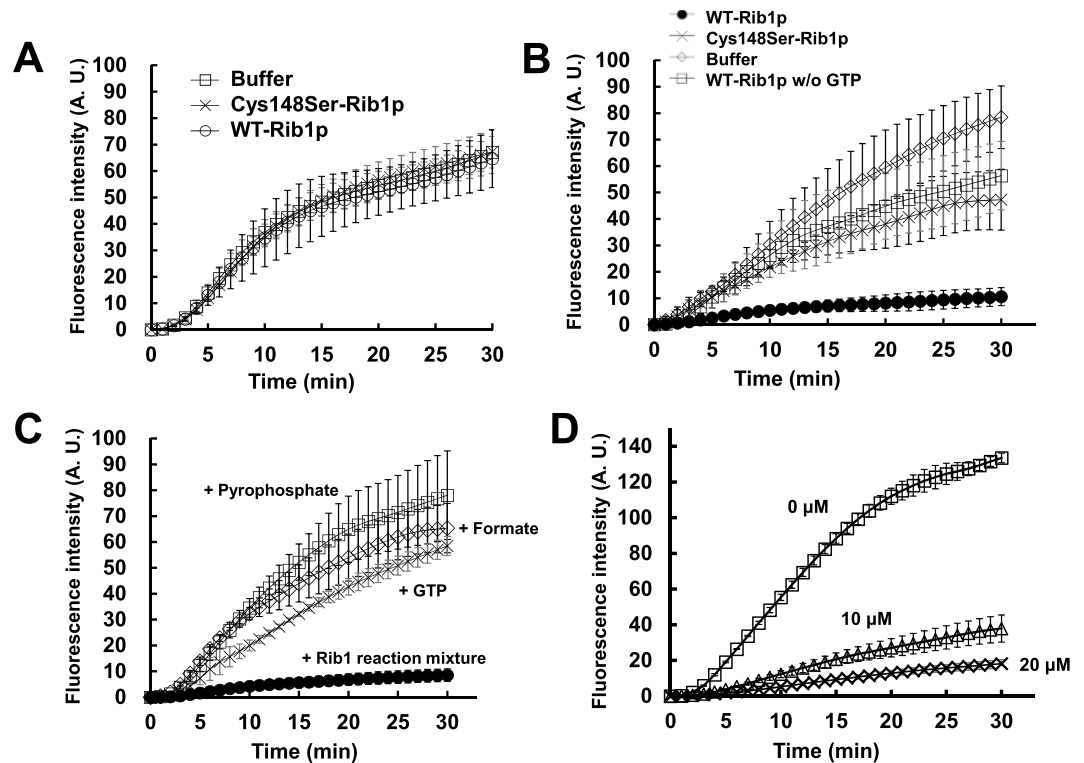 A
Fluorescence intensity (A. U.)
100
90
80
70
60
50
40
30
20
10
0
Buffer
Cys148Ser-Rib1p
WT-Rib1p
0 5 10 15 20 25 30
Time (min)
B
WT-Rib1p
Cys148Ser-Rib1p
Buffer
WT-Rib1p w/o GTP
Fluorescence intensity (A. U.)
100
90
80
70
60
50
40
30
20
10
0
0 5 10 15 20 25 30
Time (min)
C
Fluorescence intensity (A. U.)
100
90
80
70
60
50
40
30
20
10
0
+ Pyrophosphate
+ Formate
+ GTP
+ Rib1 reaction mixture
0 5 10 15 20 25 30
Time (min)
D
Fluorescence intensity (A. U.)
140
120
100
80
60
40
20
0
0 µM
10 µM
20 µM
0 5 10 15 20 25 30
Time (min)